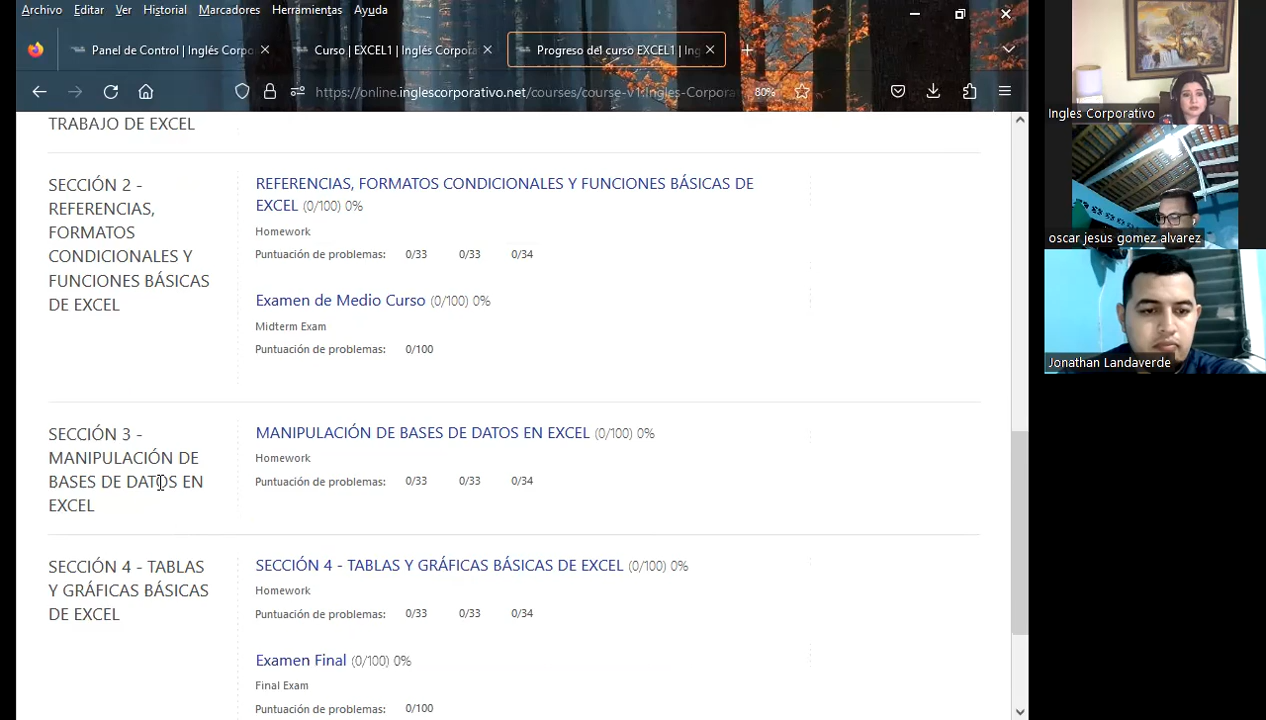 Archivo Editar Ver Historial Marcadores Herramientas Ayuda
Panel de Control | Inglés Corpo
Curso | EXCEL1 | Inglés Corpora
Progreso del curso EXCEL1 | Ing
https://online.inglescorporativo.net/courses/course-v1:Ingles-Corpora
80%
TRABAJO DE EXCEL
SECCIÓN 2 -
REFERENCIAS,
FORMATOS
CONDICIONALES Y
FUNCIONES BÁSICAS
DE EXCEL
REFERENCIAS, FORMATOS CONDICIONALES Y FUNCIONES BÁSICAS DE
EXCEL (0/100) 0%
Homework
Puntuación de problemas: 0/33 0/33 0/34
Examen de Medio Curso (0/100) 0%
Midterm Exam
Puntuación de problemas: 0/100
SECCIÓN 3 -
MANIPULACIÓN DE
BASES DE DATOS EN
EXCEL
MANIPULACIÓN DE BASES DE DATOS EN EXCEL (0/100) 0%
Homework
Puntuación de problemas: 0/33 0/33 0/34
SECCIÓN 4 - TABLAS
Y GRÁFICAS BÁSICAS
DE EXCEL
SECCIÓN 4 - TABLAS Y GRÁFICAS BÁSICAS DE EXCEL (0/100) 0%
Homework
Puntuación de problemas: 0/33 0/33 0/34
Examen Final (0/100) 0%
Final Exam
Puntuación de problemas: 0/100
Ingles Corporativo
oscar jesus gomez alvarez
Jonathan Landaverde